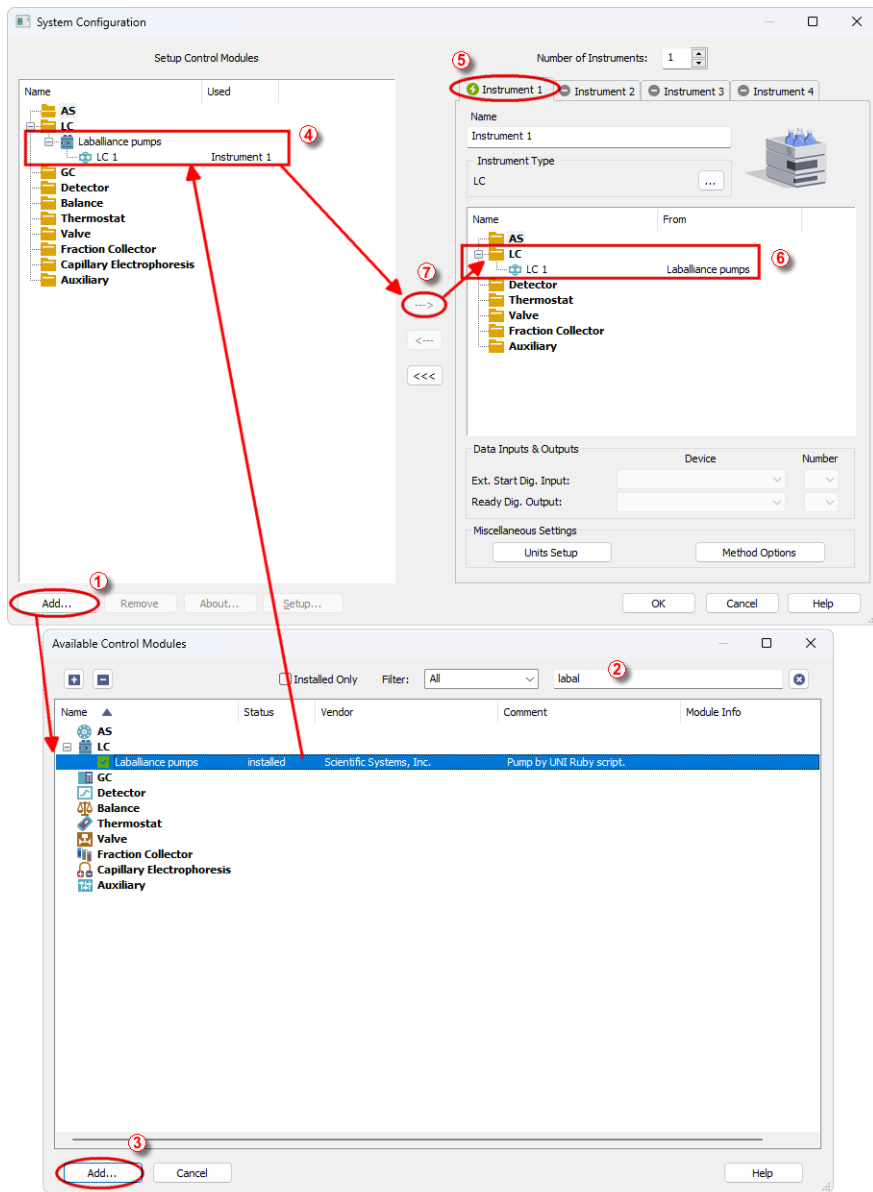 System Configuration
Setup Control Modules
Number of Instruments: 1
⑤
Name Used
Instrument 1 Instrument 2 Instrument 3 Instrument 4
AS
LC
Laballiance pumps
LC 1 Instrument 1
④
GC
Detector
Balance
Thermostat
Valve
Fraction Collector
Capillary Electrophoresis
Auxiliary
Name
Instrument 1
Instrument Type
LC ...
Name From
AS
LC
LC 1 Laballiance pumps
⑥
Detector
Thermostat
Valve
Fraction Collector
Auxiliary
⑦
--->
<---
<<<
Data Inputs & Outputs
Device Number
Ext. Start Dig. Input:
Ready Dig. Output:
Miscellaneous Settings
Units Setup Method Options
①
Add... Remove About... Setup...
OK Cancel Help
Available Control Modules
Installed Only Filter: All labal
②
Name Status Vendor Comment Module Info
AS
LC
Laballiance pumps installed Scientific Systems, Inc. Pump by UNI Ruby script.
GC
Detector
Balance
Thermostat
Valve
Fraction Collector
Capillary Electrophoresis
Auxiliary
③
Add... Cancel Help